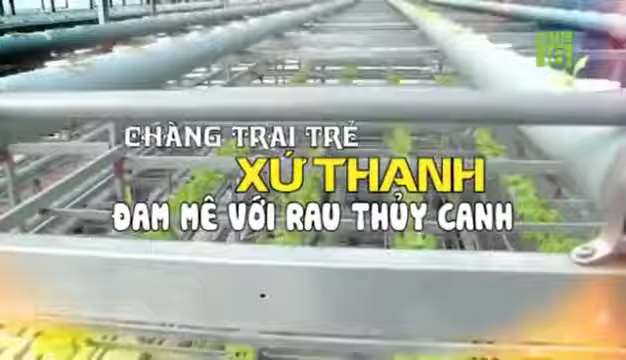 CHÀNG TRAI TRẺ
XỨ THANH
ĐAM MÊ VỚI RAU THỦY CANH